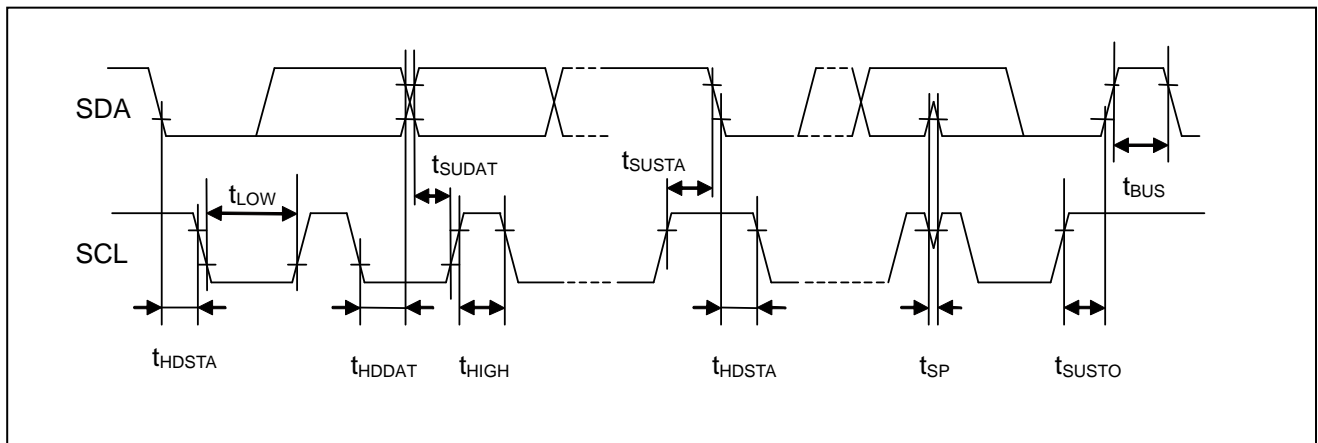 SDA
tSUDAT
tSUSTA
tLOW
tBUS
SCL
tHDSTA
tHDDAT
tHIGH
tHDSTA
tSP
tSUSTO